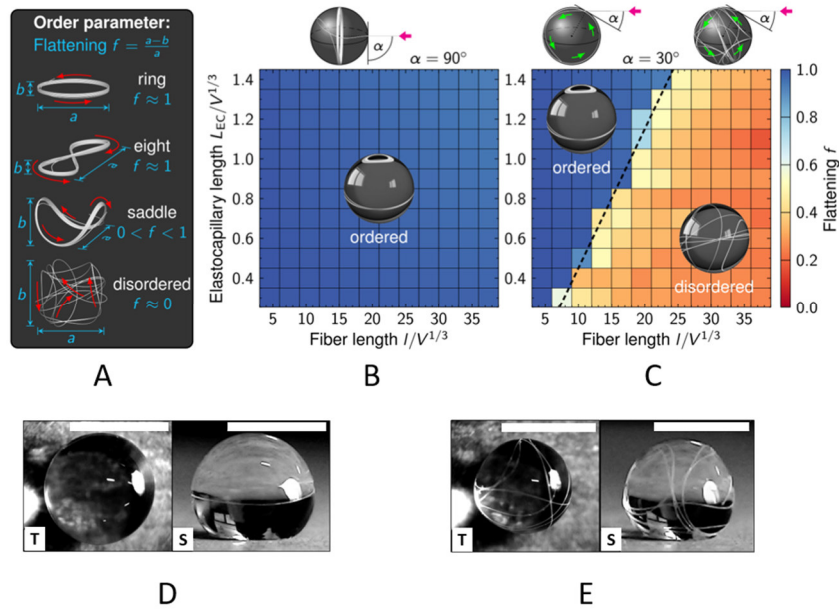 Order parameter:
Flattening f = a−b/a
ring
f ≈ 1
b
a
eight
f ≈ 1
b
a
saddle
0 < f < 1
b
a
disordered
f ≈ 0
b
a
A
α
α = 90°
Elastocapillary length L_EC/V^1/3
1.4
1.2
1.0
0.8
0.6
0.4
ordered
5 10 15 20 25 30 35
Fiber length l/V^1/3
B
α
α
α = 30°
1.4
1.2
1.0
0.8
0.6
0.4
ordered
disordered
5 10 15 20 25 30 35
Fiber length l/V^1/3
C
1.0
0.8
0.6
0.4
0.2
0.0
Flattening f
T
S
D
T
S
E